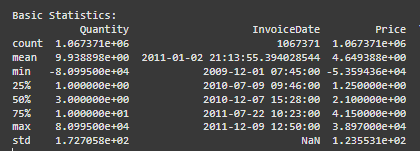 Basic Statistics:
Quantity InvoiceDate Price
count 1.067371e+06 1067371 1.067371e+06
mean 9.938898e+00 2011-01-02 21:13:55.394028544 4.649388e+00
min -8.099500e+04 2009-12-01 07:45:00 -5.359436e+04
25% 1.000000e+00 2010-07-09 09:46:00 1.250000e+00
50% 3.000000e+00 2010-12-07 15:28:00 2.100000e+00
75% 1.000000e+01 2011-07-22 10:23:00 4.150000e+00
max 8.099500e+04 2011-12-09 12:50:00 3.897000e+04
std 1.727058e+02 NaN 1.235531e+02